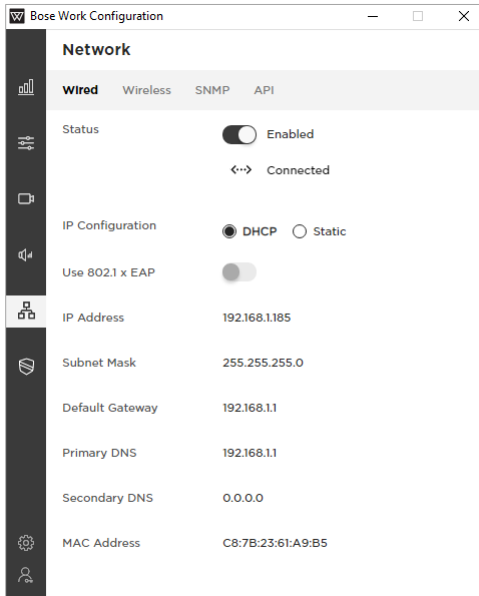 Bose Work Configuration
Network
Wired Wireless SNMP API
Status Enabled
Connected
IP Configuration DHCP Static
Use 802.1 x EAP
IP Address 192.168.1.185
Subnet Mask 255.255.255.0
Default Gateway 192.168.1.1
Primary DNS 192.168.1.1
Secondary DNS 0.0.0.0
MAC Address C8:7B:23:61:A9:B5